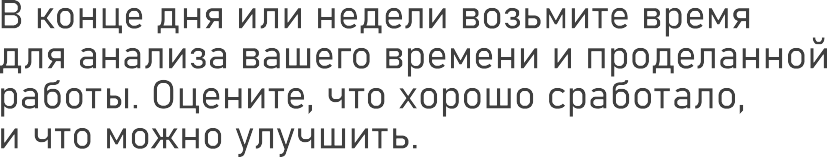 В конце дня или недели возьмите время
для анализа вашего времени и проделанной
работы. Оцените, что хорошо сработало,
и что можно улучшить.